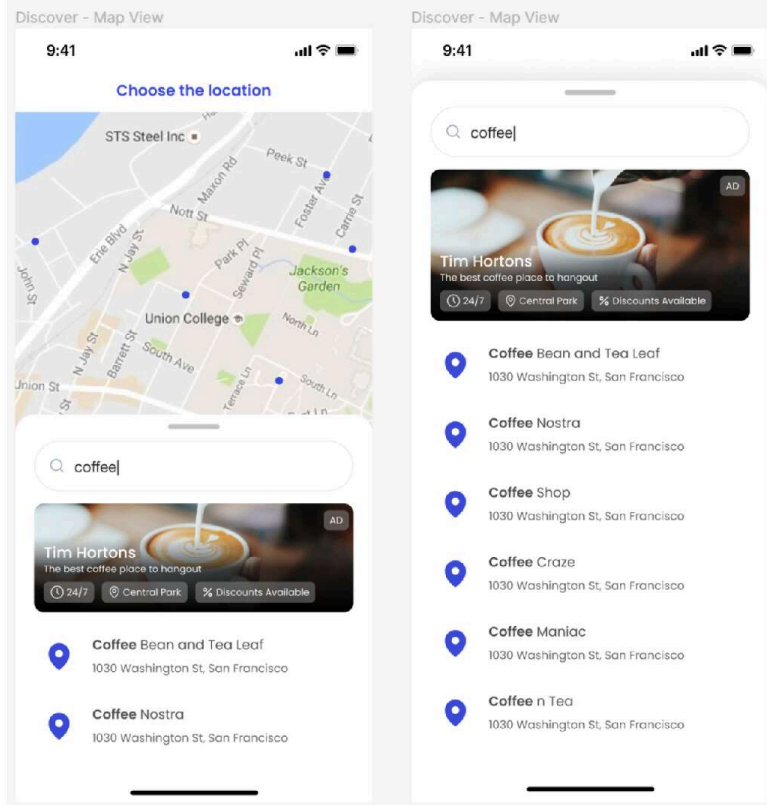 Discover - Map View
9:41
Choose the location
STS Steel Inc
Maxon Rd
Peek St
Foster Ave
Carrie St
Nott St
Erie Blvd
N Jay St
Park Pl
Seward Pl
Jackson's
Garden
John St
Union College
North Ln
N Jay St
Barrett St
South Ave
Terrace Ln
South Ln
Union St
St
coffee
AD
Tim Hortons
The best coffee place to hangout
24/7 Central Park % Discounts Available
Coffee Bean and Tea Leaf
1030 Washington St, San Francisco
Coffee Nostra
1030 Washington St, San Francisco
Discover - Map View
9:41
coffee
AD
Tim Hortons
The best coffee place to hangout
24/7 Central Park % Discounts Available
Coffee Bean and Tea Leaf
1030 Washington St, San Francisco
Coffee Nostra
1030 Washington St, San Francisco
Coffee Shop
1030 Washington St, San Francisco
Coffee Craze
1030 Washington St, San Francisco
Coffee Maniac
1030 Washington St, San Francisco
Coffee n Tea
1030 Washington St, San Francisco